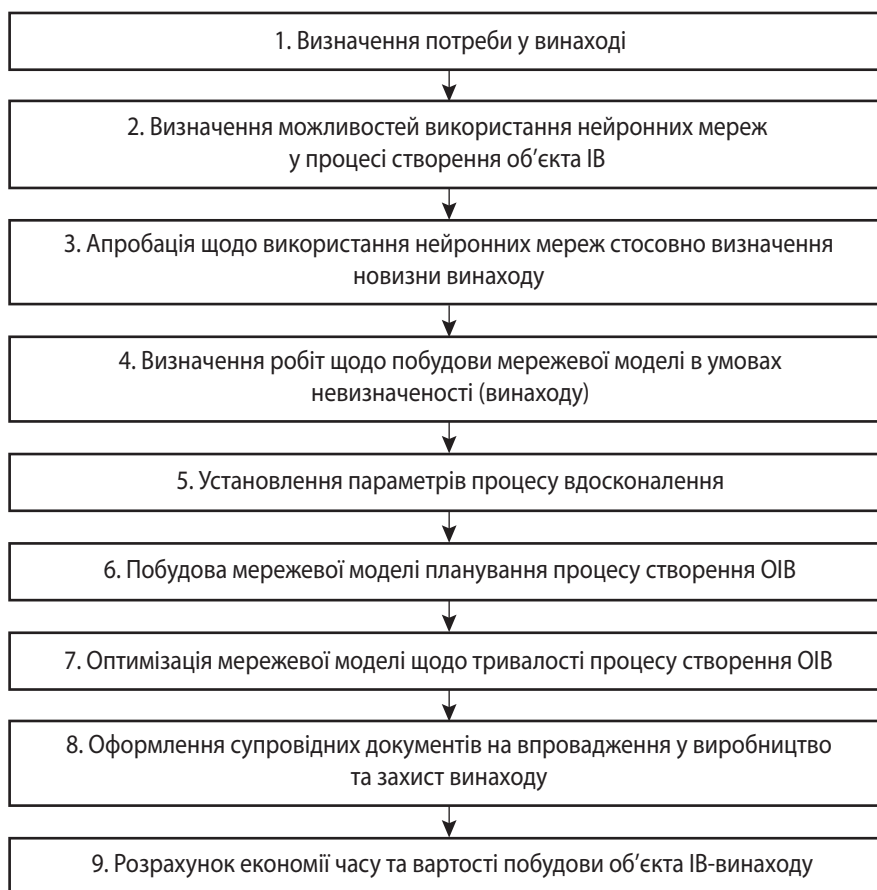 1. Визначення потреби у винаході
2. Визначення можливостей використання нейронних мереж
у процесі створення об’єкта ІВ
3. Апробація щодо використання нейронних мереж стосовно визначення
новизни винаходу
4. Визначення робіт щодо побудови мережевої моделі в умовах
невизначеності (винаходу)
5. Установлення параметрів процесу вдосконалення
6. Побудова мережевої моделі планування процесу створення ОІВ
7. Оптимізація мережевої моделі щодо тривалості процесу створення ОІВ
8. Оформлення супровідних документів на впровадження у виробництво
та захист винаходу
9. Розрахунок економії часу та вартості побудови об’єкта ІВ-винаходу